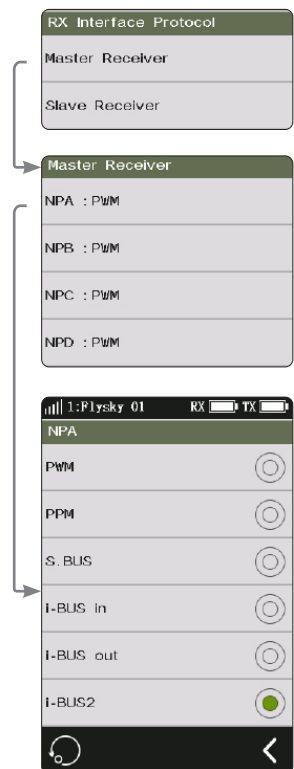 RX Interface Protocol
Master Receiver
Slave Receiver
Master Receiver
NPA : PWM
NPB : PWM
NPC : PWM
NPD : PWM
1:Flysky 01 RX TX
NPA
PWM
PPM
S.BUS
i-BUS in
i-BUS out
i-BUS2